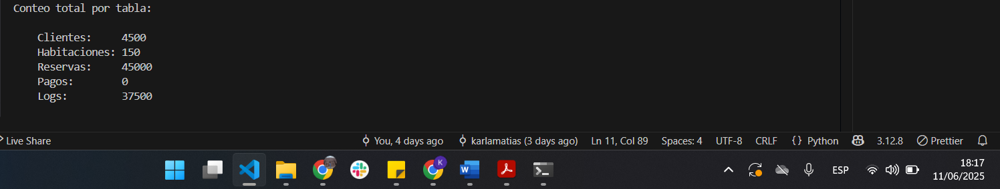 Conteo total por tabla:
Clientes: 4500
Habitaciones: 150
Reservas: 45000
Pagos: 0
Logs: 37500
Live Share You, 4 days ago karlamatias (3 days ago) Ln 11, Col 89 Spaces: 4 UTF-8 CRLF {} Python 3.12.8 Prettier
K W ESP 18:17
11/06/2025